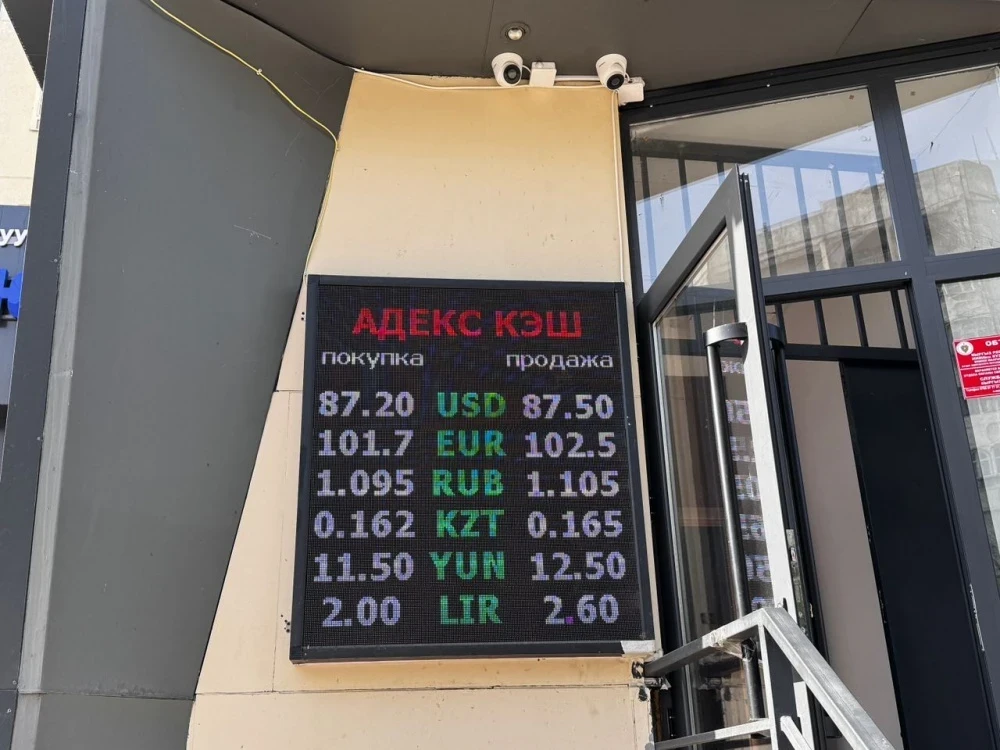 АДЕКС КЭШ
покупка продажа
87.20 USD 87.50
101.7 EUR 102.5
1.095 RUB 1.105
0.162 KZT 0.165
11.50 YUN 12.50
2.00 LIR 2.60